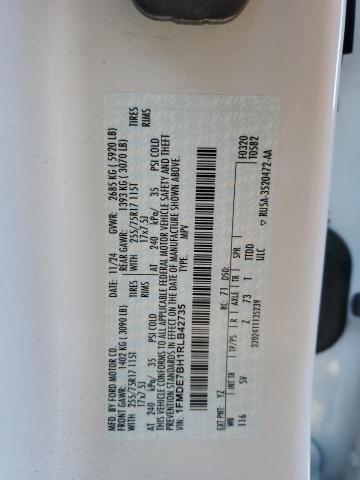 MFD. BY FORD MOTOR CO.
DATE: 11/24 GVWR: 2685 KG ( 5920 LB)
FRONT GAWR: 1402 KG ( 3090 LB) REAR GAWR: 1393 KG ( 3070 LB)
WITH 255/75R17 115T TIRES WITH 255/75R17 115T TIRES
17x7.5J RIMS 17x7.5J RIMS
AT 240 kPa/ 35 PSI COLD AT 240 kPa/ 35 PSI COLD
THIS VEHICLE CONFORMS TO ALL APPLICABLE FEDERAL MOTOR VEHICLE SAFETY AND THEFT
PREVENTION STANDARDS IN EFFECT ON THE DATE OF MANUFACTURE SHOWN ABOVE.
VIN: 1FMDE7BH1RLB42735
TYPE: MPV
F0320
T0582
EXT PNT: YZ RC: 71 DSO:
WB INT TR TP/PS R AXLE TR SPR
116 5V Z 73 T TTDD
ULC
3202411135239
▽ RU5A-3520472-AA